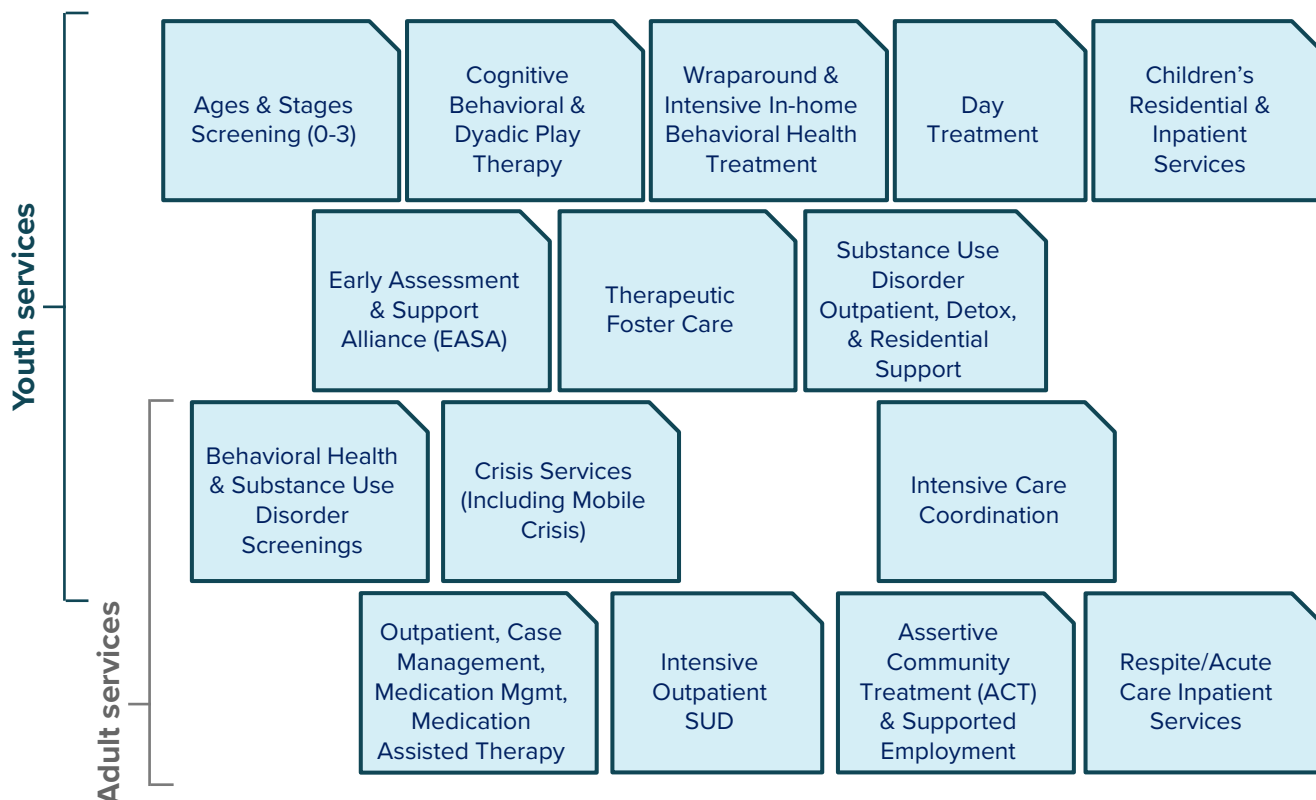 Youth services
Ages & Stages
Screening (0-3)
Cognitive
Behavioral &
Dyadic Play
Therapy
Wraparound &
Intensive In-home
Behavioral Health
Treatment
Day
Treatment
Children’s
Residential &
Inpatient
Services
Early Assessment
& Support
Alliance (EASA)
Therapeutic
Foster Care
Substance Use
Disorder
Outpatient, Detox,
& Residential
Support
Adult services
Behavioral Health
& Substance Use
Disorder
Screenings
Crisis Services
(Including Mobile
Crisis)
Intensive Care
Coordination
Outpatient, Case
Management,
Medication Mgmt,
Medication
Assisted Therapy
Intensive
Outpatient
SUD
Assertive
Community
Treatment (ACT)
& Supported
Employment
Respite/Acute
Care Inpatient
Services